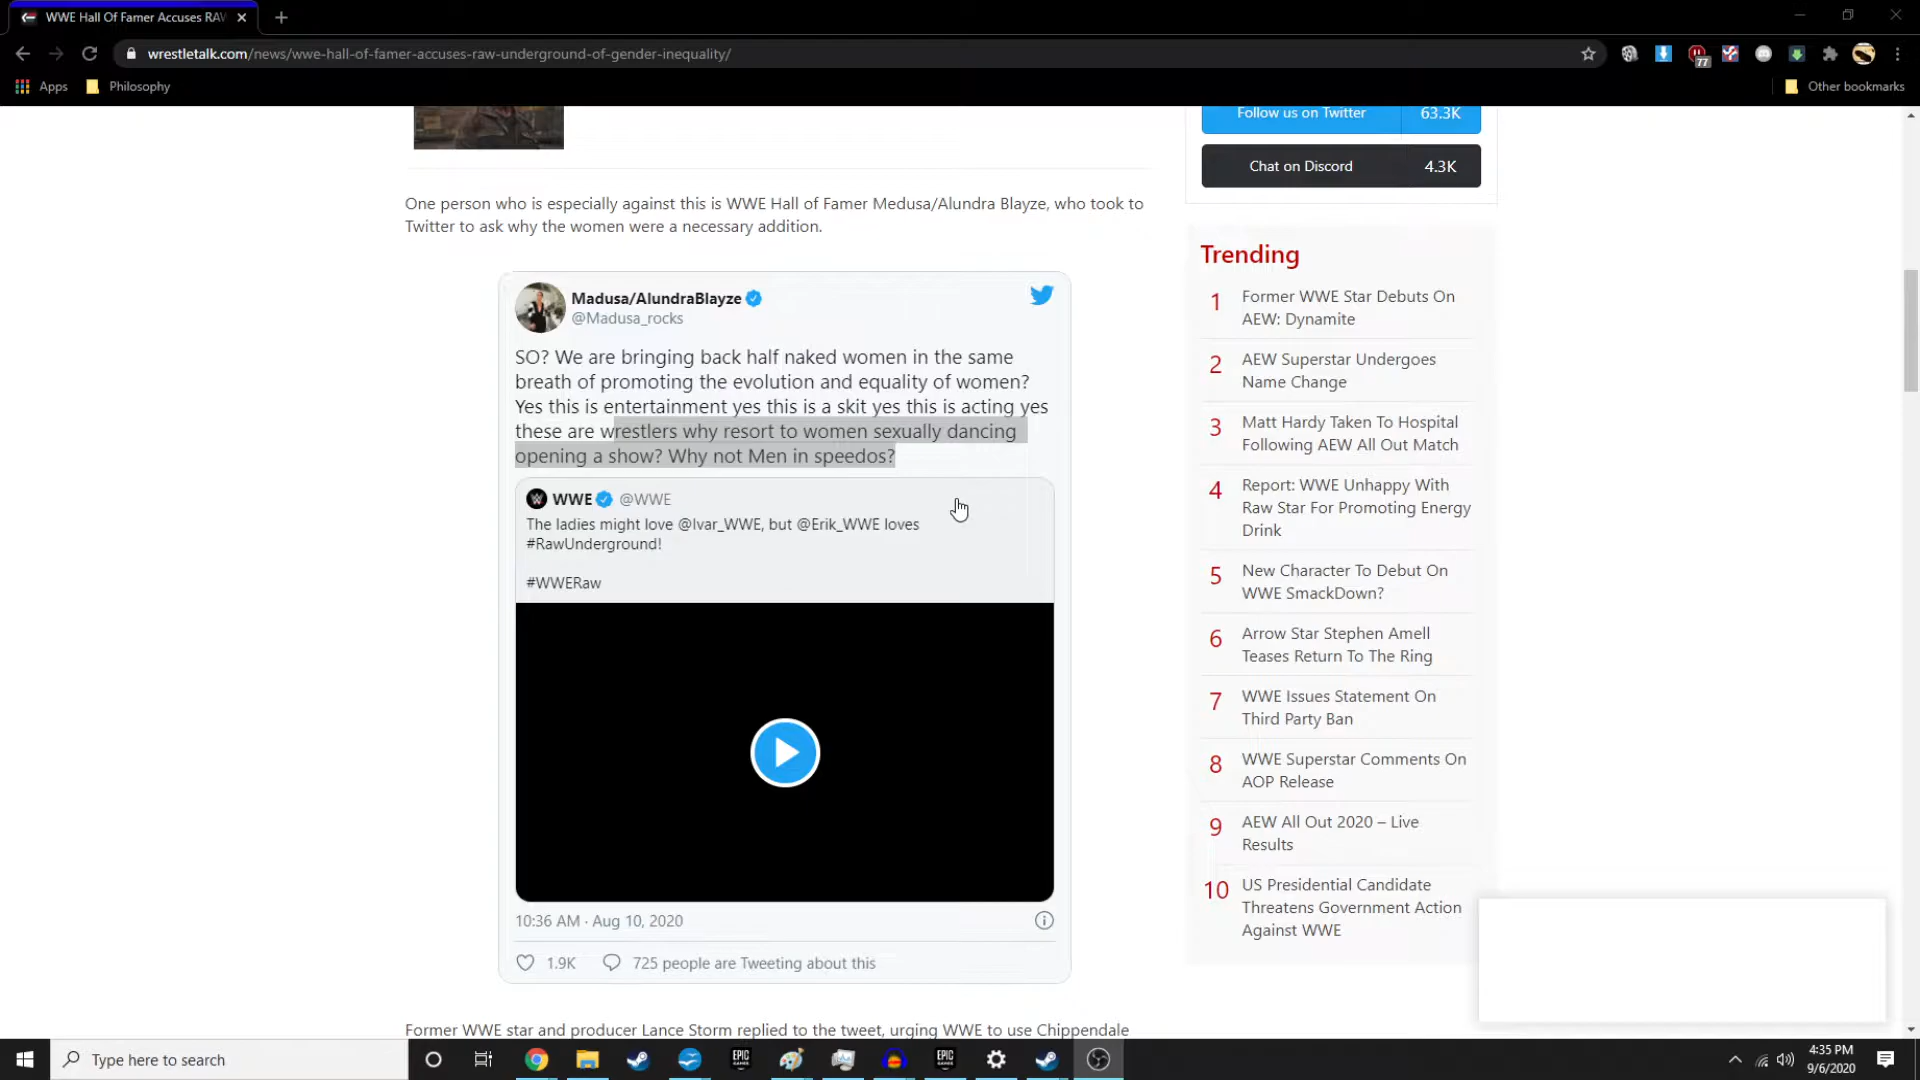 WWE Hall Of Famer Accuses RAW
wrestletalk.com/news/wwe-hall-of-famer-accuses-raw-underground-of-gender-inequality/
77
Apps
Philosophy
Other bookmarks
One person who is especially against this is WWE Hall of Famer Medusa/Alundra Blayze, who took to
Twitter to ask why the women were a necessary addition.
Madusa/AlundraBlayze
@Madusa_rocks
SO? We are bringing back half naked women in the same
breath of promoting the evolution and equality of women?
Yes this is entertainment yes this is a skit yes this is acting yes
these are wrestlers why resort to women sexually dancing
opening a show? Why not Men in speedos?
WWE @WWE
The ladies might love @Ivar_WWE, but @Erik_WWE loves
#RawUnderground!
#WWERaw
10:36 AM · Aug 10, 2020
1.9K 725 people are Tweeting about this
Former WWE star and producer Lance Storm replied to the tweet, urging WWE to use Chippendale
Follow us on Twitter 63.3K
Chat on Discord 4.3K
Trending
1 Former WWE Star Debuts On
AEW: Dynamite
2 AEW Superstar Undergoes
Name Change
3 Matt Hardy Taken To Hospital
Following AEW All Out Match
4 Report: WWE Unhappy With
Raw Star For Promoting Energy
Drink
5 New Character To Debut On
WWE SmackDown?
6 Arrow Star Stephen Amell
Teases Return To The Ring
7 WWE Issues Statement On
Third Party Ban
8 WWE Superstar Comments On
AOP Release
9 AEW All Out 2020 – Live
Results
10 US Presidential Candidate
Threatens Government Action
Against WWE
Type here to search
EPIC
GAMES
EPIC
GAMES
4:35 PM
9/6/2020